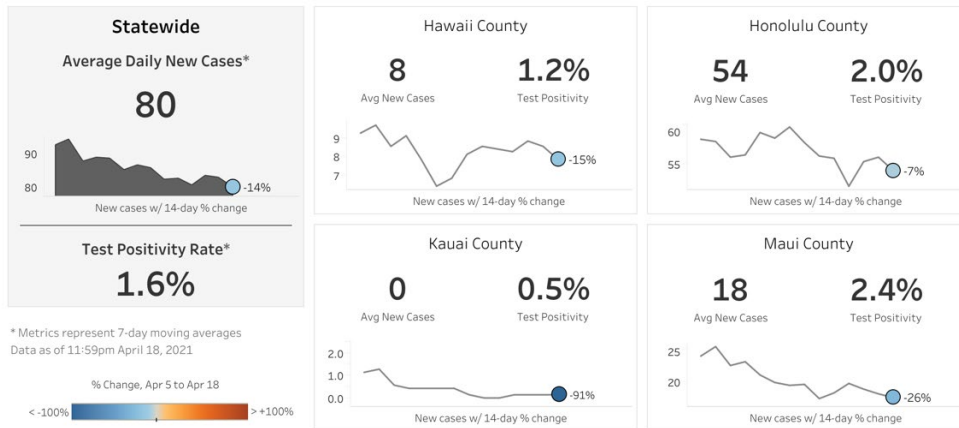 Statewide
Average Daily New Cases*
80
90
80
-14%
New cases w/ 14-day % change
Test Positivity Rate*
1.6%
* Metrics represent 7-day moving averages
Data as of 11:59pm April 18, 2021
% Change, Apr 5 to Apr 18
< -100%
> +100%
Hawaii County
8 1.2%
Avg New Cases Test Positivity
9
8
7
-15%
New cases w/ 14-day % change
Honolulu County
54 2.0%
Avg New Cases Test Positivity
60
55
-7%
New cases w/ 14-day % change
Kauai County
0 0.5%
Avg New Cases Test Positivity
2.0
1.0
0.0
-91%
New cases w/ 14-day % change
Maui County
18 2.4%
Avg New Cases Test Positivity
25
20
-26%
New cases w/ 14-day % change